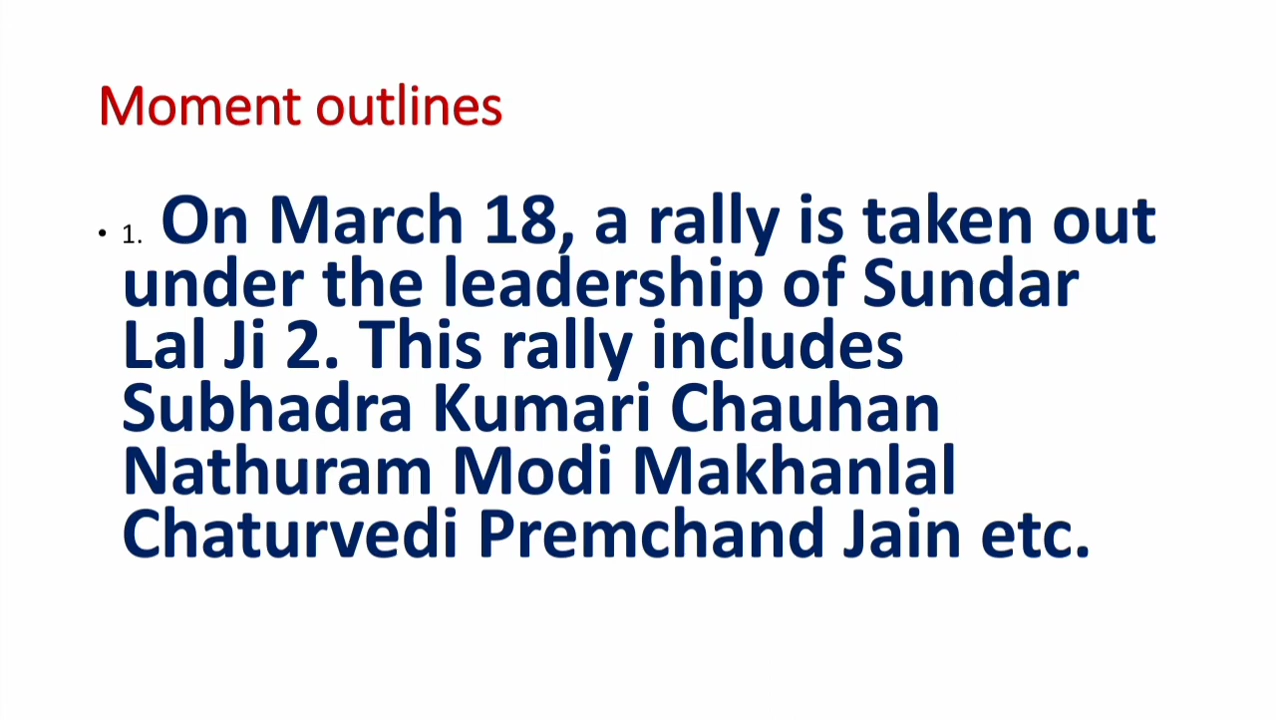 Moment outlines
• 1. On March 18, a rally is taken out
under the leadership of Sundar
Lal Ji 2. This rally includes
Subhadra Kumari Chauhan
Nathuram Modi Makhanlal
Chaturvedi Premchand Jain etc.